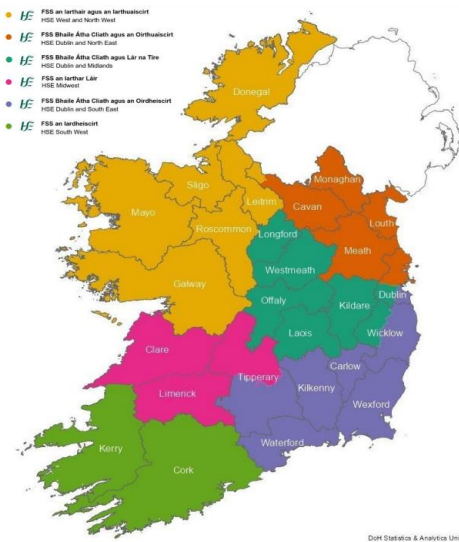 FSS an Iarthair agus an Iarthuaiscirt
HSE West and North West
FSS Bhaile Átha Cliath agus an Oirthuaiscirt
HSE Dublin and North East
FSS Bhaile Átha Cliath agus Lár na Tíre
HSE Dublin and Midlands
FSS an Iarthar Láir
HSE Midwest
FSS Bhaile Átha Cliath agus an Oirdheiscirt
HSE Dublin and South East
FSS an Iardheiscirt
HSE South West
Donegal
Monaghan
Sligo
Cavan
Leitrim
Louth
Mayo
Roscommon
Longford
Meath
Westmeath
Galway
Dublin
Offaly
Kildare
Laois
Wicklow
Clare
Carlow
Tipperary
Kilkenny
Limerick
Wexford
Waterford
Kerry
Cork
DoH Statistics & Analytics Uni